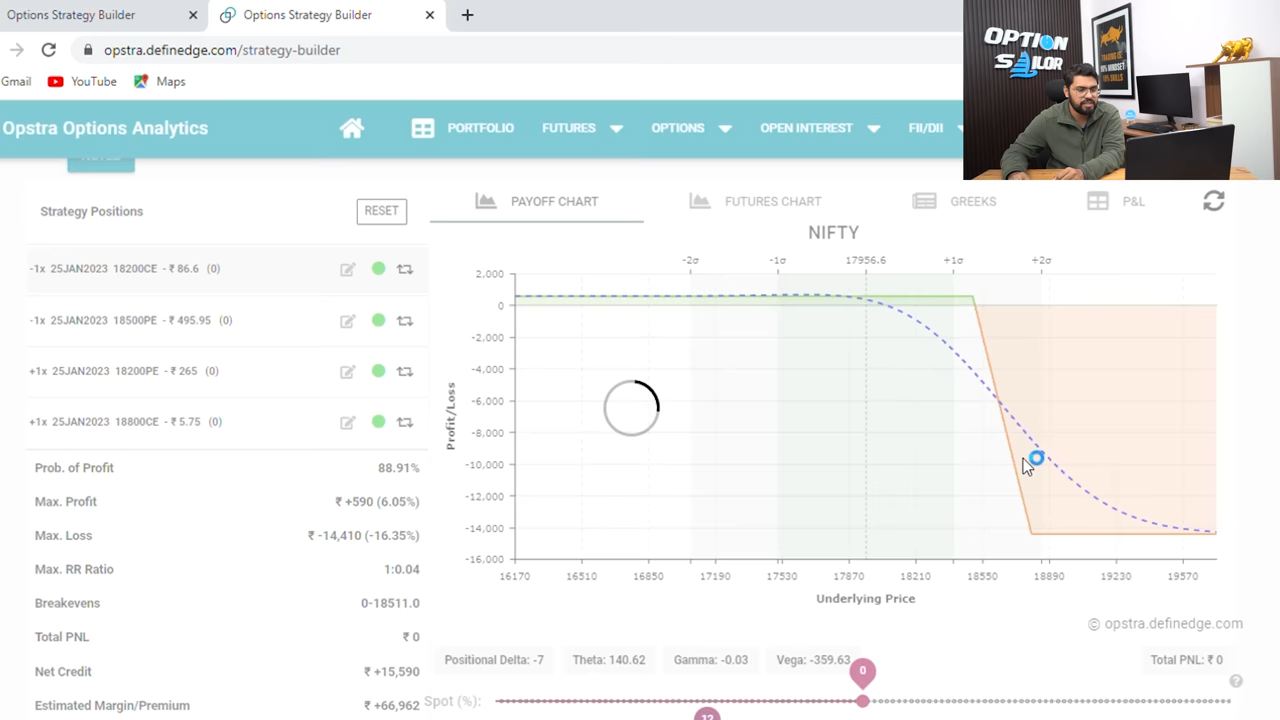 Options Strategy Builder
Options Strategy Builder
opstra.definedge.com/strategy-builder
Gmail YouTube Maps
OPTION
SAILOR
Opstra Options Analytics PORTFOLIO FUTURES OPTIONS OPEN INTEREST FII/DII
Strategy Positions RESET
-1x 25JAN2023 18200CE - ₹ 86.6 (0)
-1x 25JAN2023 18500PE - ₹ 495.95 (0)
+1x 25JAN2023 18200PE - ₹ 265 (0)
+1x 25JAN2023 18800CE - ₹ 5.75 (0)
Prob. of Profit 88.91%
Max. Profit ₹ +590 (6.05%)
Max. Loss ₹ -14,410 (-16.35%)
Max. RR Ratio 1:0.04
Breakevens 0-18511.0
Total PNL ₹ 0
Net Credit ₹ +15,590
Estimated Margin/Premium ₹ +66,962
PAYOFF CHART FUTURES CHART GREEKS P&L
NIFTY
-2σ -1σ 17956.6 +1σ +2σ
2,000
0
-2,000
-4,000
-6,000
-8,000
-10,000
-12,000
-14,000
-16,000
Profit/Loss
16170 16510 16850 17190 17530 17870 18210 18550 18890 19230 19570
Underlying Price
© opstra.definedge.com
Positional Delta: -7 Theta: 140.62 Gamma: -0.03 Vega: -359.63 Total PNL: ₹ 0
0
Spot (%):
12